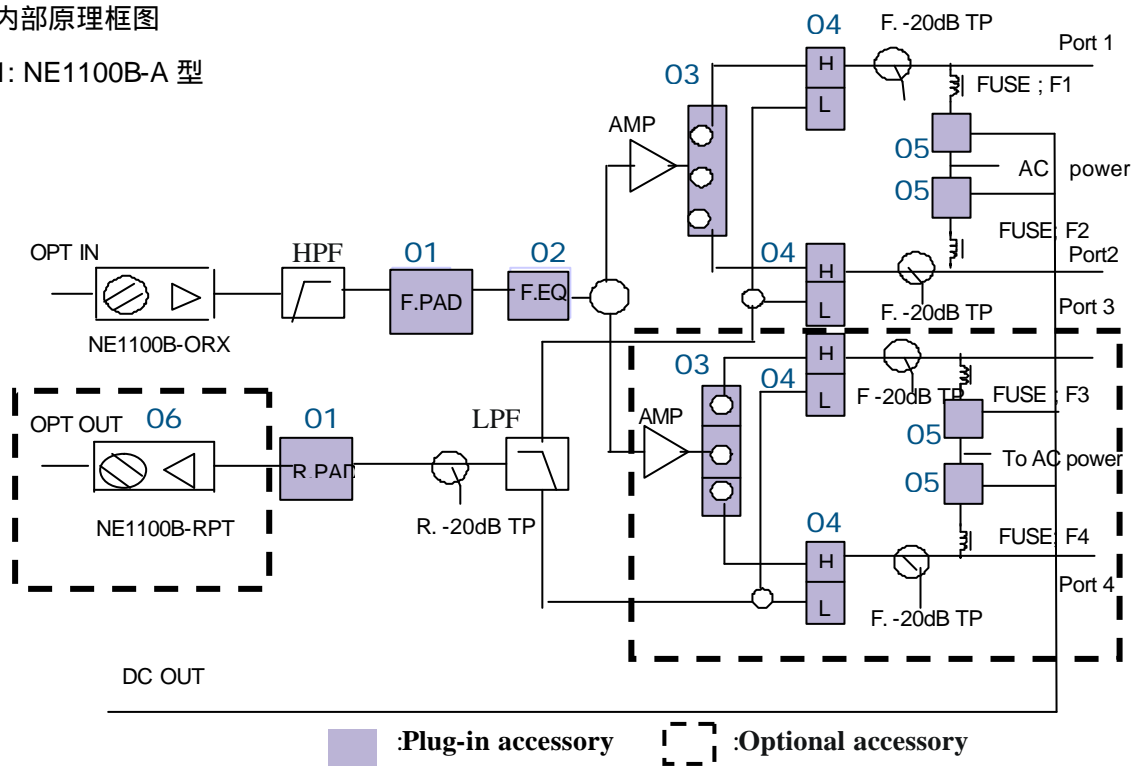 内部原理框图
1: NE1100B-A 型
04
F. -20dB TP
Port 1
03
H
L
FUSE ; F1
AMP
05
AC power
05
FUSE; F2
OPT IN
HPF
01
02
04
H
L
Port2
F.PAD
F.EQ
F. -20dB TP
Port 3
NE1100B-ORX
03
04
H
L
F -20dB TP
FUSE ; F3
OPT OUT
06
01
LPF
AMP
05
R.PAD
To AC power
05
NE1100B-RPT
R. -20dB TP
04
H
L
FUSE; F4
Port 4
F. -20dB TP
DC OUT
:Plug-in accessory
:Optional accessory